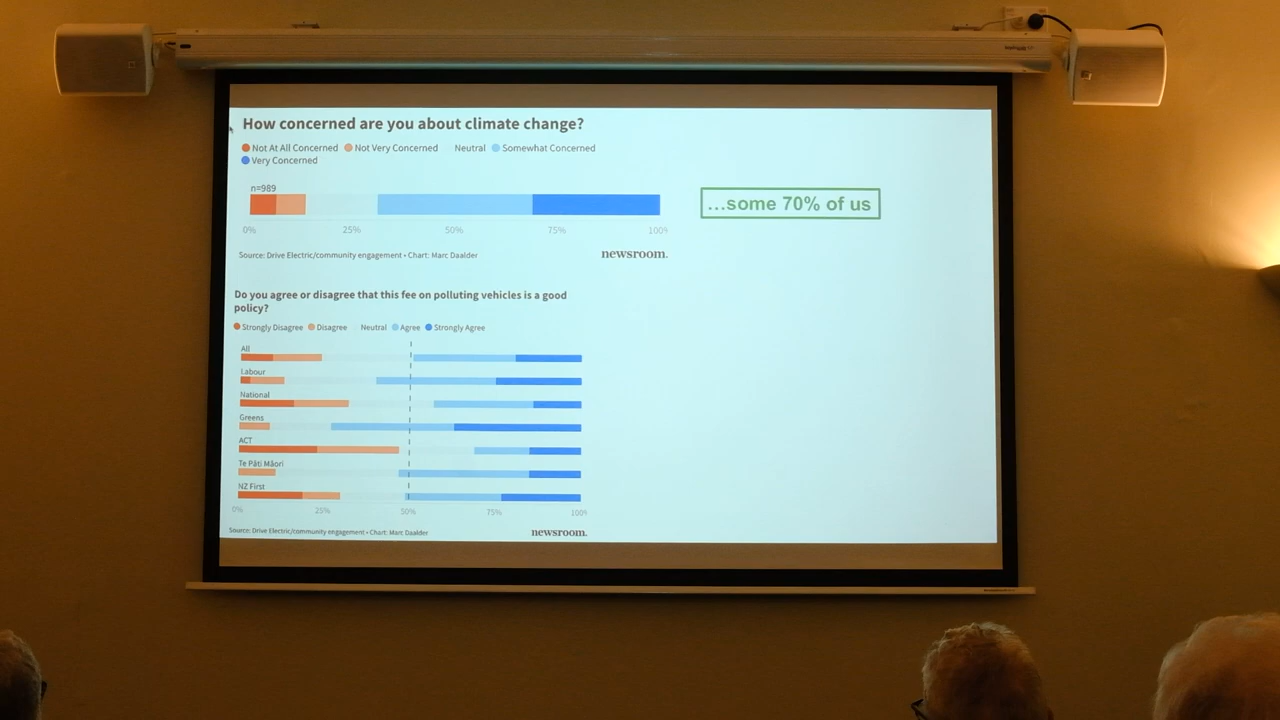 How concerned are you about climate change?
Not At All Concerned Not Very Concerned Neutral Somewhat Concerned
Very Concerned
n=989
…some 70% of us
0% 25% 50% 75% 100%
Source: Drive Electric/community engagement • Chart: Marc Daalder
newsroom.
Do you agree or disagree that this fee on polluting vehicles is a good
policy?
Strongly Disagree Disagree Neutral Agree Strongly Agree
All
Labour
National
Greens
ACT
Te Pāti Māori
NZ First
0% 25% 50% 75% 100%
Source: Drive Electric/community engagement • Chart: Marc Daalder
newsroom.